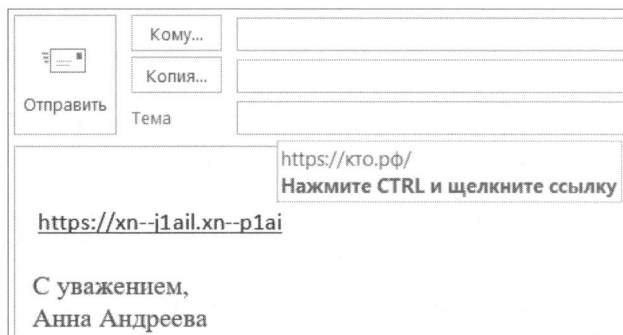 Кому...
Копия...
Отправить
Тема
https://кто.рф/
Нажмите CTRL и щелкните ссылку
https://xn--j1ail.xn--p1ai
С уважением,
Анна Андреева